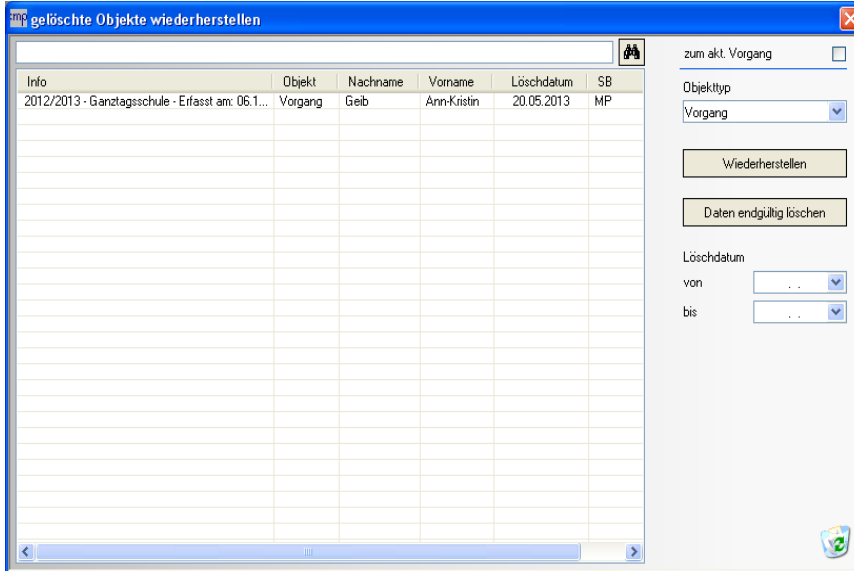 :mp gelöschte Objekte wiederherstellen
zum akt. Vorgang
Info Objekt Nachname Vorname Löschdatum SB
2012/2013 - Ganztagsschule - Erfasst am: 06.1... Vorgang Geib Ann-Kristin 20.05.2013 MP
Objekttyp
Vorgang
Wiederherstellen
Daten endgültig löschen
Löschdatum
von . .
bis . .